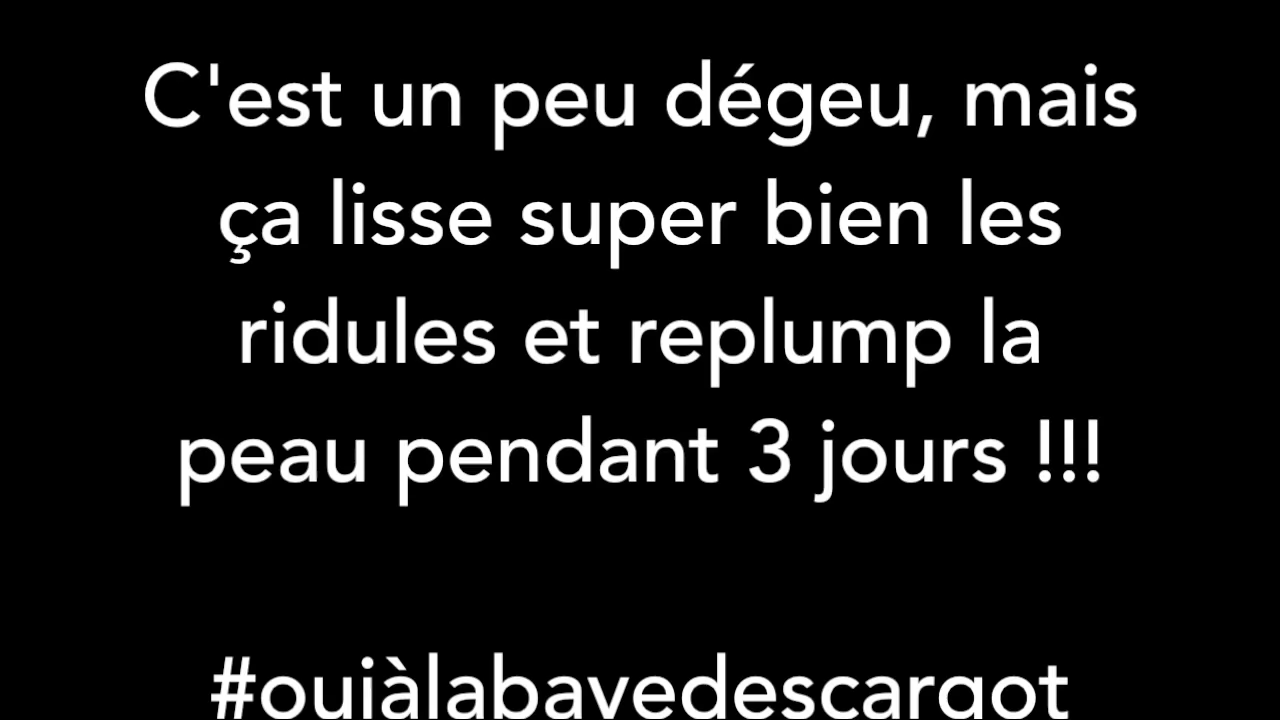 C'est un peu dégeu, mais
ça lisse super bien les
ridules et replump la
peau pendant 3 jours !!!
#ouiàlabavedescargot